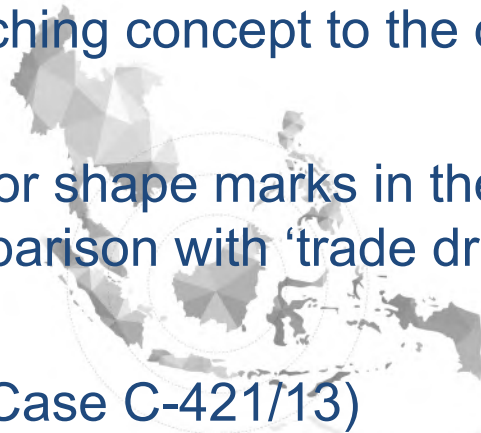 ching concept to the
or shape marks in the
parison with ‘trade dr
Case C-421/13)